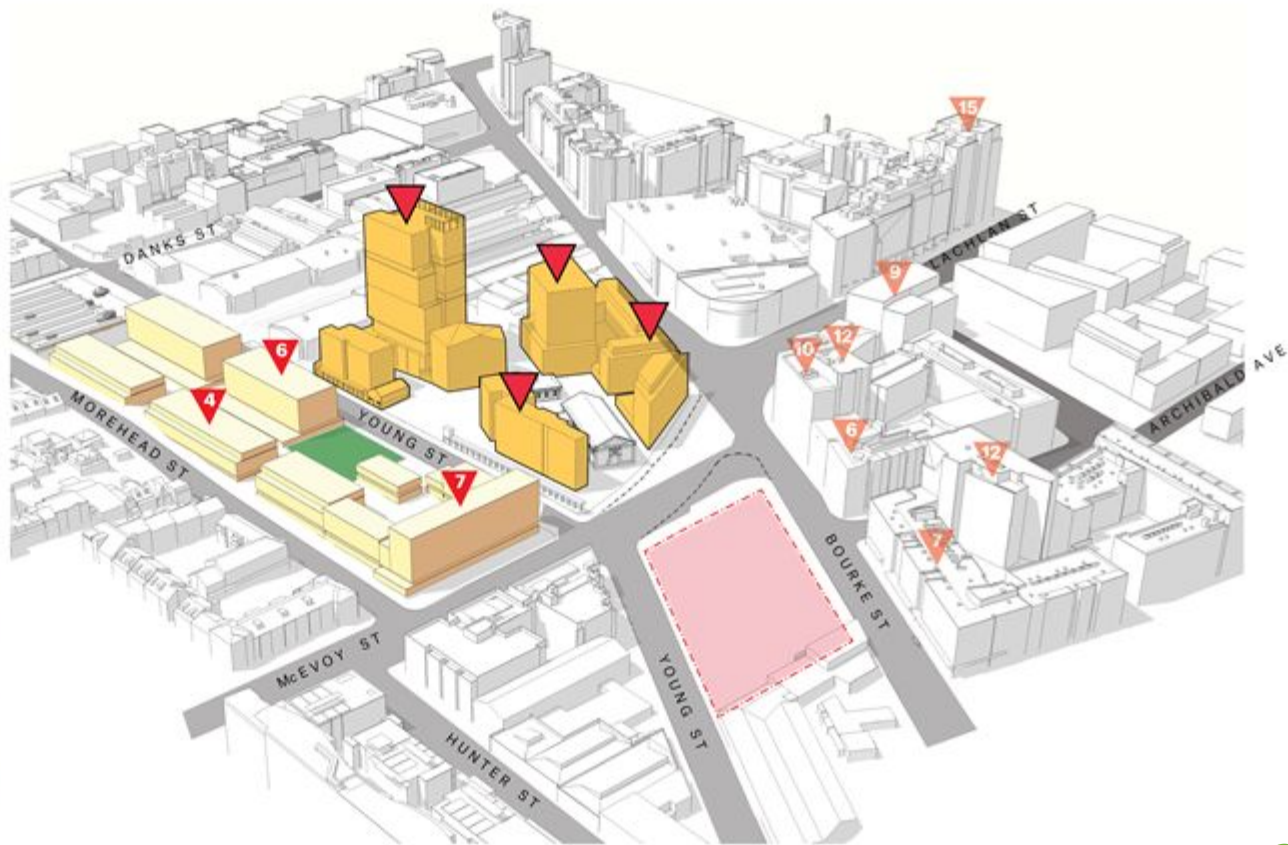 15
LACHLAN ST
DANKS ST
9
ARCHIBALD AVE
6
12
10
4
MOREHEAD ST
YOUNG ST
6
12
7
7
BOURKE ST
McEVOY ST
YOUNG ST
HUNTER ST